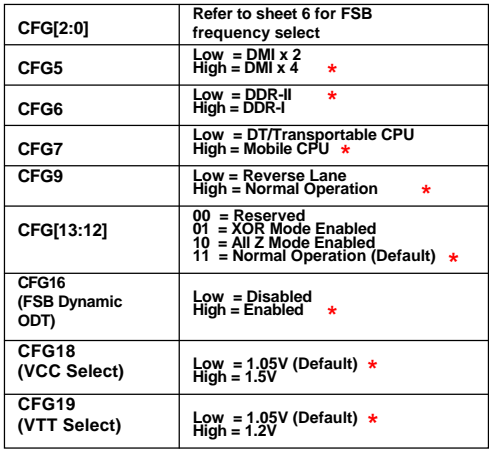 CFG[2:0]
Refer to sheet 6 for FSB
frequency select
CFG5
Low = DMI x 2
High = DMI x 4 *
CFG6
Low = DDR-II *
High = DDR-I
CFG7
Low = DT/Transportable CPU
High = Mobile CPU *
CFG9
Low = Reverse Lane
High = Normal Operation *
CFG[13:12]
00 = Reserved
01 = XOR Mode Enabled
10 = All Z Mode Enabled
11 = Normal Operation (Default) *
CFG16
(FSB Dynamic
ODT)
Low = Disabled
High = Enabled *
CFG18
(VCC Select)
Low = 1.05V (Default) *
High = 1.5V
CFG19
(VTT Select)
Low = 1.05V (Default) *
High = 1.2V